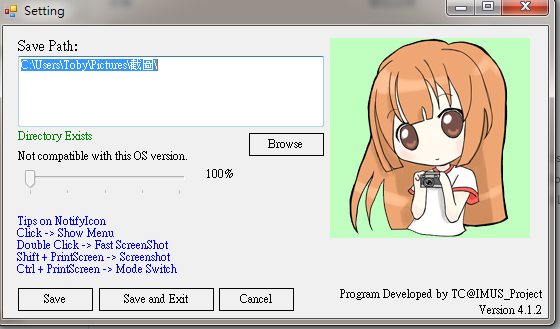 Setting
Save Path:
C:\Users\Toby\Pictures\截圖\
Directory Exists
Browse
Not compatible with this OS version.
100%
Tips on NotifyIcon
Click -> Show Menu
Double Click -> Fast ScreenShot
Shift + PrintScreen -> Screenshot
Ctrl + PrintScreen -> Mode Switch
Save
Save and Exit
Cancel
Program Developed by TC@IMUS_Project
Version 4.1.2